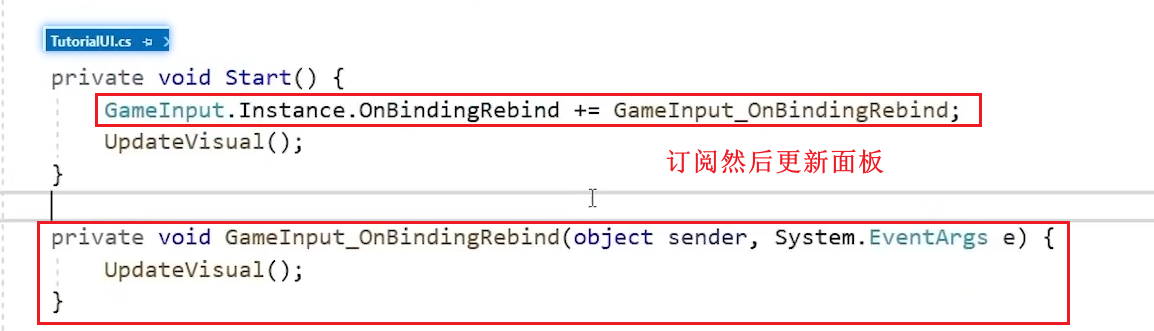 TutorialUI.cs
private void Start() {
GameInput.Instance.OnBindingRebind += GameInput_OnBindingRebind;
UpdateVisual();
订阅然后更新面板
}
private void GameInput_OnBindingRebind(object sender, System.EventArgs e) {
UpdateVisual();
}